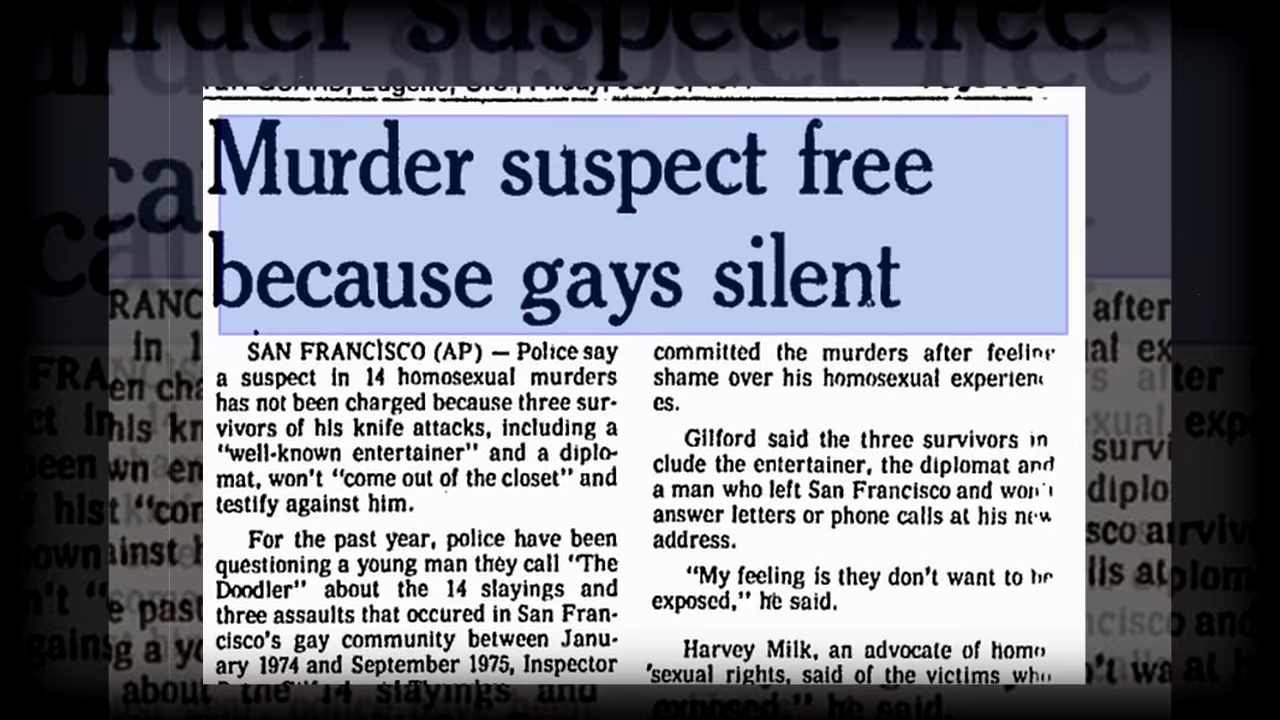 Murder suspect free
because gays silent
SAN FRANCISCO (AP) — Police say
a suspect in 14 homosexual murders
has not been charged because three sur-
vivors of his knife attacks, including a
"well-known entertainer" and a diplo-
mat, won't "come out of the closet" and
testify against him.
For the past year, police have been
questioning a young man they call "The
Doodler" about the 14 slayings and
three assaults that occured in San Fran-
cisco's gay community between Janu-
ary 1974 and September 1975, Inspector
committed the murders after feeling
shame over his homosexual experienc
es.
Gilford said the three survivors in
clude the entertainer, the diplomat and
a man who left San Francisco and won't
answer letters or phone calls at his new
address.
"My feeling is they don't want to be
exposed," he said.
Harvey Milk, an advocate of homo
sexual rights, said of the victims who